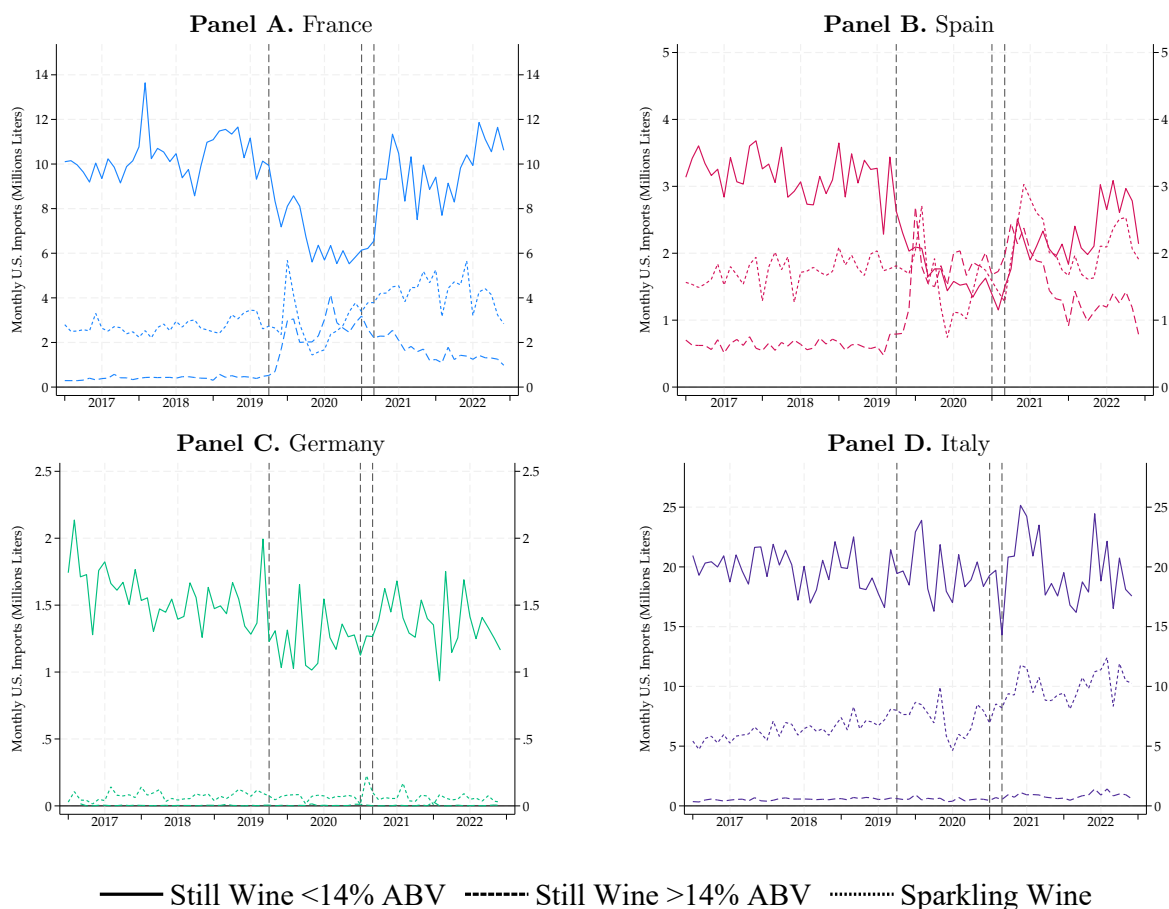 Panel A. France
Monthly U.S. Imports (Millions Liters)
14 12 10 8 6 4 2 0
14 12 10 8 6 4 2 0
2017 2018 2019 2020 2021 2022
Panel B. Spain
Monthly U.S. Imports (Millions Liters)
5 4 3 2 1 0
5 4 3 2 1 0
2017 2018 2019 2020 2021 2022
Panel C. Germany
Monthly U.S. Imports (Millions Liters)
2.5 2 1.5 1 .5 0
2.5 2 1.5 1 .5 0
2017 2018 2019 2020 2021 2022
Panel D. Italy
Monthly U.S. Imports (Millions Liters)
25 20 15 10 5 0
25 20 15 10 5 0
2017 2018 2019 2020 2021 2022
Still Wine <14% ABV Still Wine >14% ABV Sparkling Wine